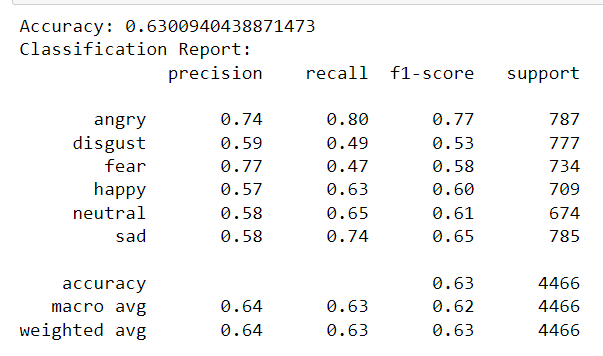 Accuracy: 0.6300940438871473
Classification Report:
precision recall f1-score support
angry 0.74 0.80 0.77 787
disgust 0.59 0.49 0.53 777
fear 0.77 0.47 0.58 734
happy 0.57 0.63 0.60 709
neutral 0.58 0.65 0.61 674
sad 0.58 0.74 0.65 785
accuracy 0.63 4466
macro avg 0.64 0.63 0.62 4466
weighted avg 0.64 0.63 0.63 4466